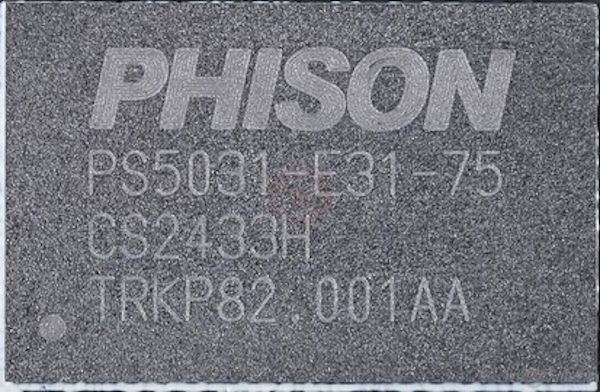 PHISON
PS5031-E31-75
CS2433H
TRKP82.001AA